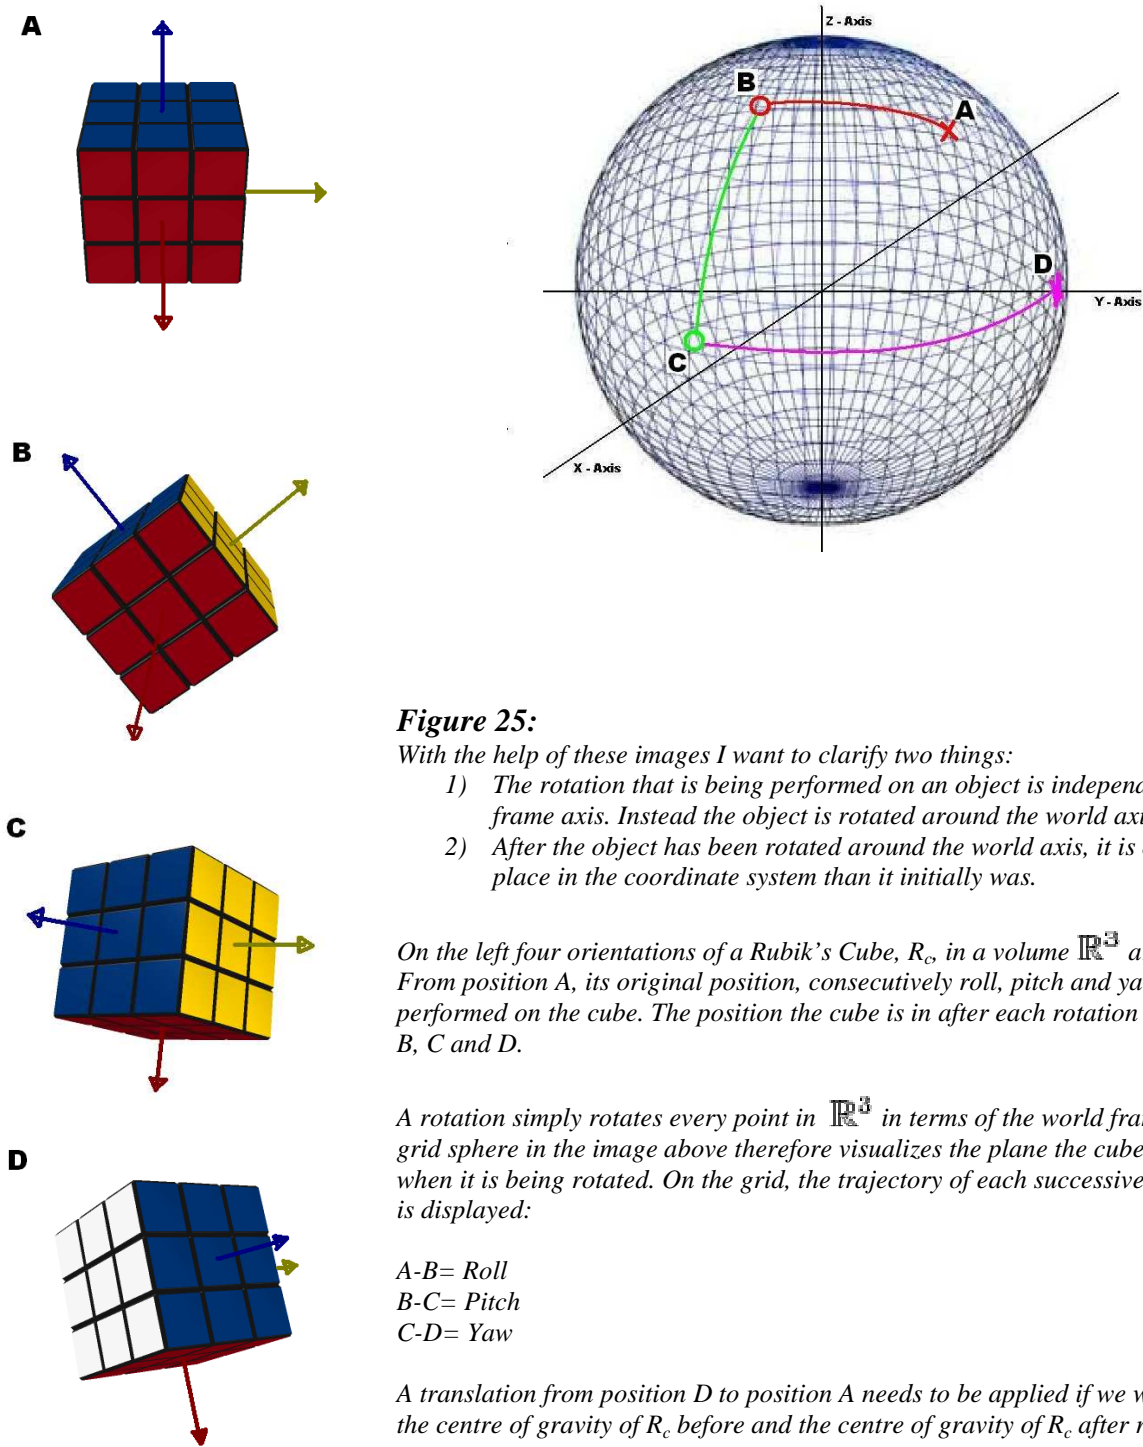 A
Z - Axis
B
A
D
Y - Axis
C
X - Axis
B
Figure 25:
With the help of these images I want to clarify two things:
1) The rotation that is being performed on an object is independ
frame axis. Instead the object is rotated around the world axi
2) After the object has been rotated around the world axis, it is
place in the coordinate system than it initially was.
C
On the left four orientations of a Rubik's Cube, Rc, in a volume ℝ3 a
From position A, its original position, consecutively roll, pitch and ya
performed on the cube. The position the cube is in after each rotation
B, C and D.
A rotation simply rotates every point in ℝ3 in terms of the world fra
grid sphere in the image above therefore visualizes the plane the cube
when it is being rotated. On the grid, the trajectory of each successive
is displayed:
D
A-B= Roll
B-C= Pitch
C-D= Yaw
A translation from position D to position A needs to be applied if we w
the centre of gravity of Rc before and the centre of gravity of Rc after r